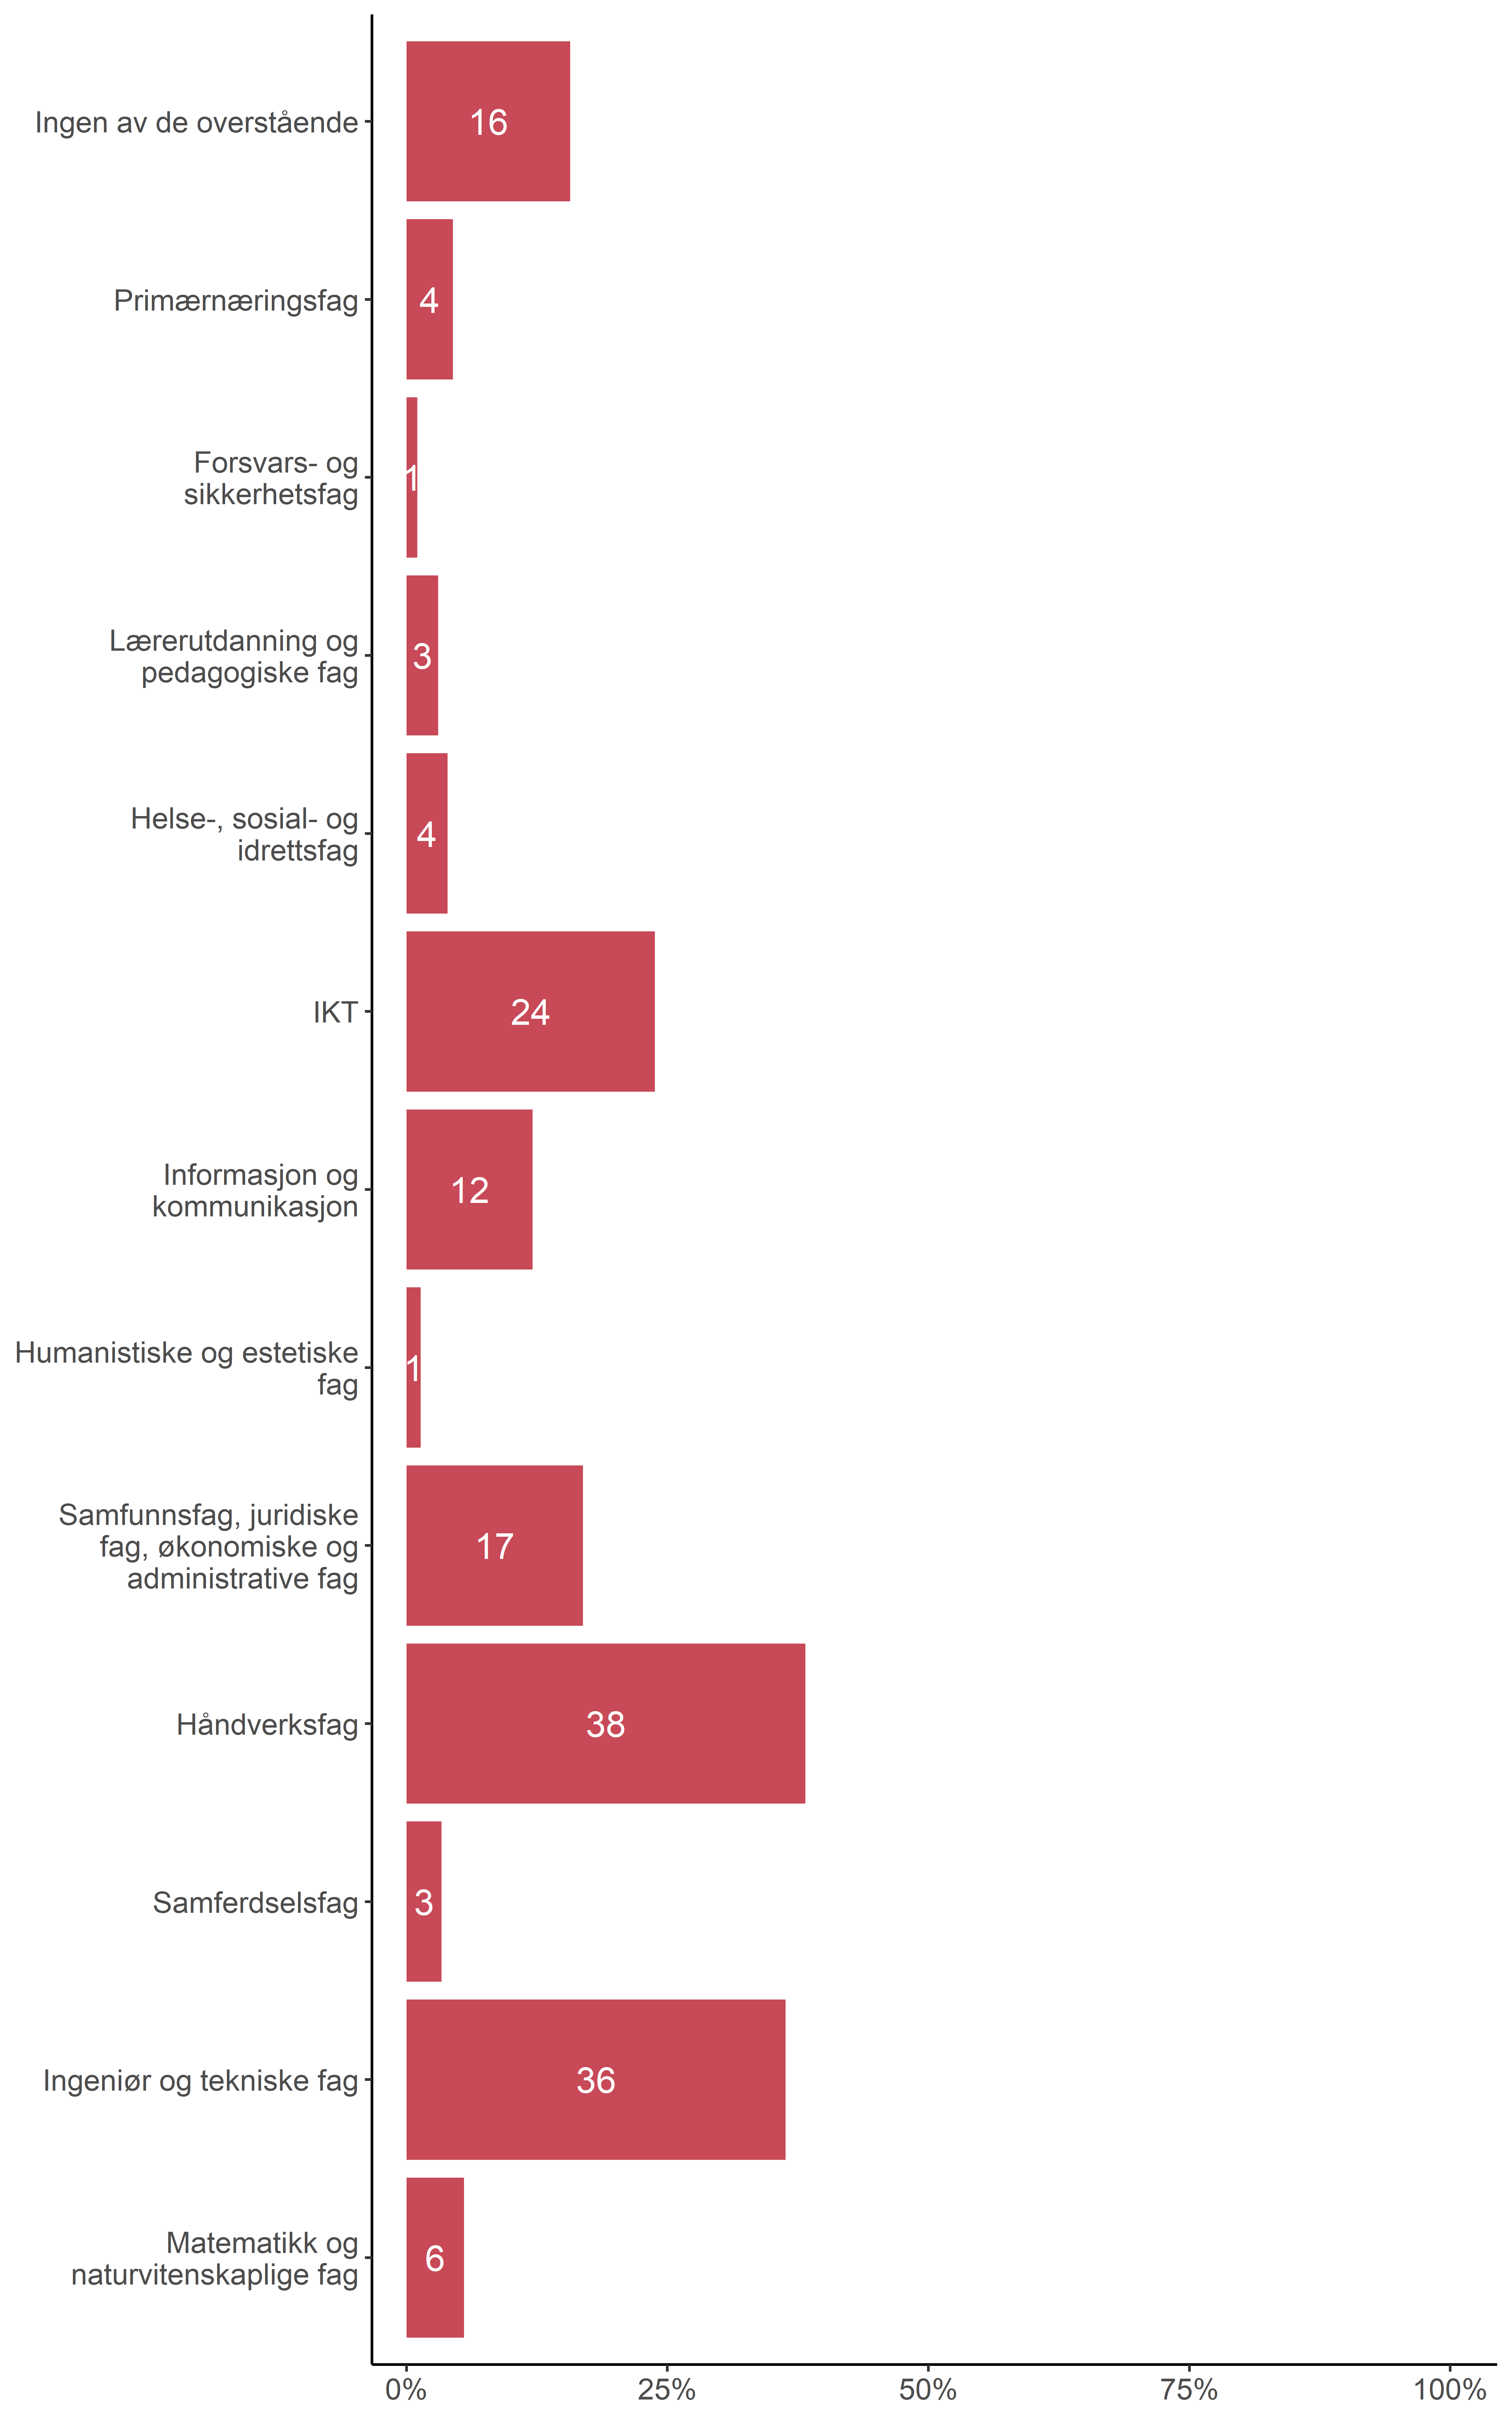 Ingen av de overstående
16
Primærnæringsfag
4
Forsvars- og
sikkerhetsfag
1
Lærerutdanning og
pedagogiske fag
3
Helse-, sosial- og
idrettsfag
4
IKT
24
Informasjon og
kommunikasjon
12
Humanistiske og estetiske
fag
1
Samfunnsfag, juridiske
fag, økonomiske og
administrative fag
17
Håndverksfag
38
Samferdselsfag
3
Ingeniør og tekniske fag
36
Matematikk og
naturvitenskaplige fag
6
0% 25% 50% 75% 100%